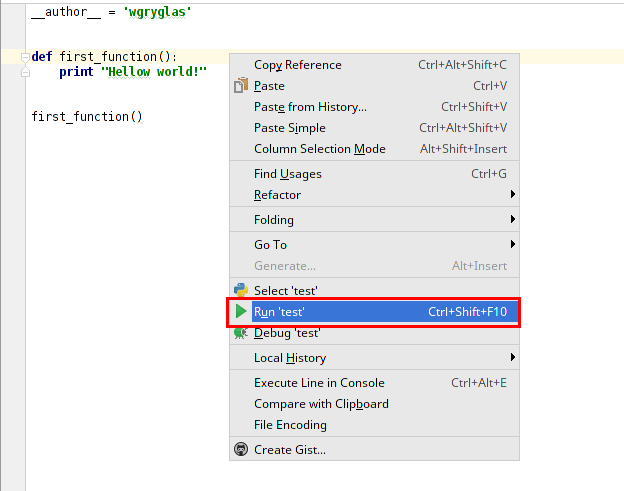 __author__ = 'wgryglas'
def first_function():
print "Hellow world!"
first_function()
Copy Reference Ctrl+Alt+Shift+C
Paste Ctrl+V
Paste from History... Ctrl+Shift+V
Paste Simple Ctrl+Alt+Shift+V
Column Selection Mode Alt+Shift+Insert
Find Usages Ctrl+G
Refactor
Folding
Go To
Generate... Alt+Insert
Select 'test'
Run 'test' Ctrl+Shift+F10
Debug 'test'
Local History
Execute Line in Console Ctrl+Alt+E
Compare with Clipboard
File Encoding
Create Gist...